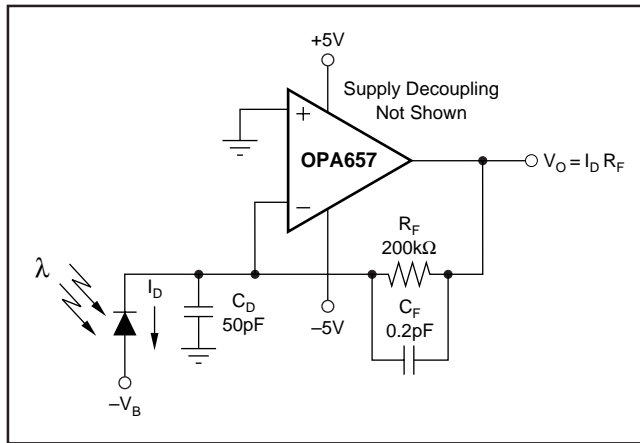 +5V
Supply Decoupling
Not Shown
+
OPA657
−
V_O = I_D R_F
R_F
200kΩ
C_F
0.2pF
−5V
λ
I_D
C_D
50pF
−V_B